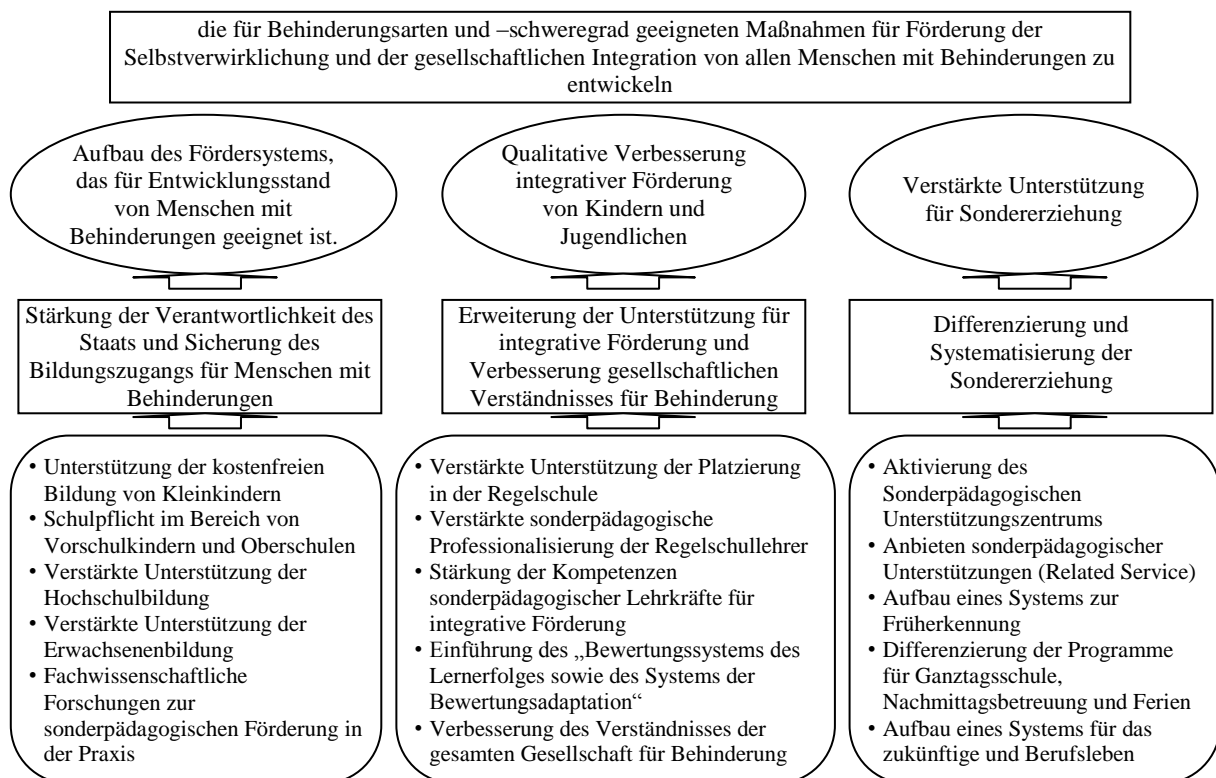 die für Behinderungsarten und –schweregrad geeigneten Maßnahmen für Förderung der
Selbstverwirklichung und der gesellschaftlichen Integration von allen Menschen mit Behinderungen zu
entwickeln
Aufbau des Fördersystems,
das für Entwicklungsstand
von Menschen mit
Behinderungen geeignet ist.
Qualitative Verbesserung
integrativer Förderung
von Kindern und
Jugendlichen
Verstärkte Unterstützung
für Sondererziehung
Stärkung der Verantwortlichkeit des
Staats und Sicherung des
Bildungszugangs für Menschen mit
Behinderungen
Erweiterung der Unterstützung für
integrative Förderung und
Verbesserung gesellschaftlichen
Verständnisses für Behinderung
Differenzierung und
Systematisierung der
Sondererziehung
• Unterstützung der kostenfreien
Bildung von Kleinkindern
• Schulpflicht im Bereich von
Vorschulkindern und Oberschulen
• Verstärkte Unterstützung der
Hochschulbildung
• Verstärkte Unterstützung der
Erwachsenenbildung
• Fachwissenschaftliche
Forschungen zur
sonderpädagogischen Förderung in
der Praxis
• Verstärkte Unterstützung der Platzierung
in der Regelschule
• Verstärkte sonderpädagogische
Professionalisierung der Regelschullehrer
• Stärkung der Kompetenzen
sonderpädagogischer Lehrkräfte für
integrative Förderung
• Einführung des „Bewertungssystems des
Lernerfolges sowie des Systems der
Bewertungsadaptation“
• Verbesserung des Verständnisses der
gesamten Gesellschaft für Behinderung
• Aktivierung des
Sonderpädagogischen
Unterstützungszentrums
• Anbieten sonderpädagogischer
Unterstützungen (Related Service)
• Aufbau eines Systems zur
Früherkennung
• Differenzierung der Programme
für Ganztagsschule,
Nachmittagsbetreuung und Ferien
• Aufbau eines Systems für das
zukünftige und Berufsleben